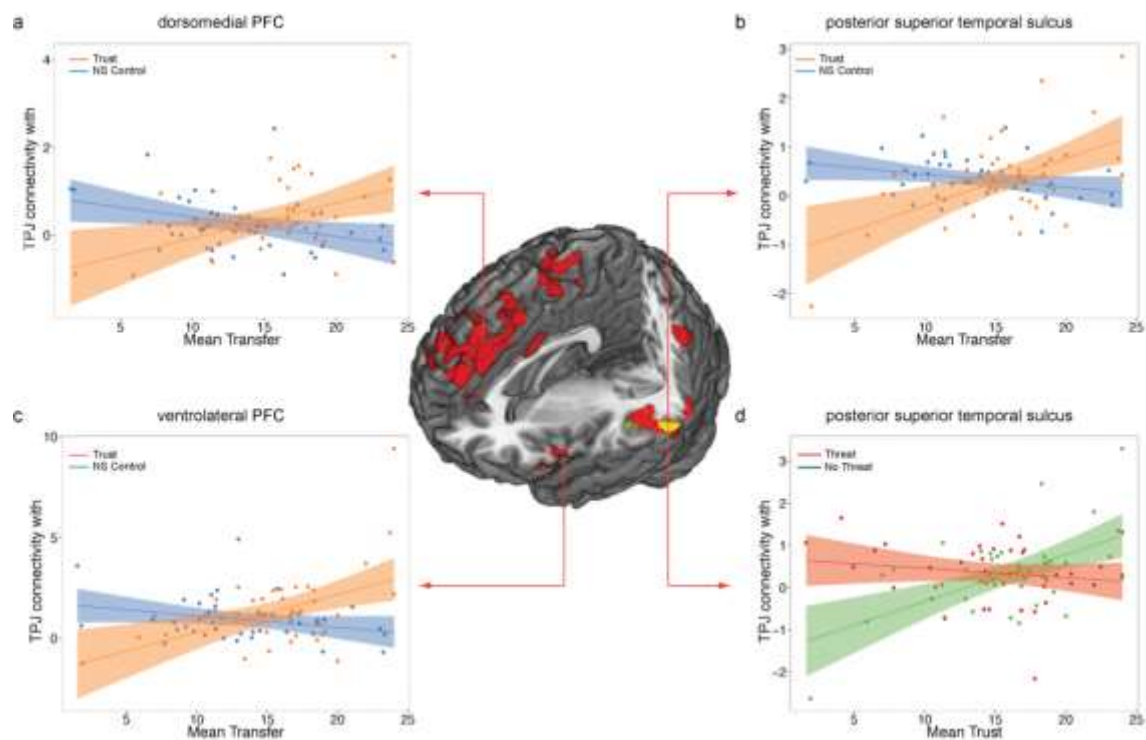 a
dorsomedial PFC
TPJ connectivity with
4
2
0
Trust
NS Control
5 10 15 20 25
Mean Transfer
b
posterior superior temporal sulcus
TPJ connectivity with
3
2
1
0
−1
−2
Trust
NS Control
5 10 15 20 25
Mean Transfer
c
ventrolateral PFC
TPJ connectivity with
10
5
0
Trust
NS Control
5 10 15 20 25
Mean Transfer
d
posterior superior temporal sulcus
TPJ connectivity with
3
2
1
0
−1
−2
Threat
No Threat
5 10 15 20 25
Mean Trust